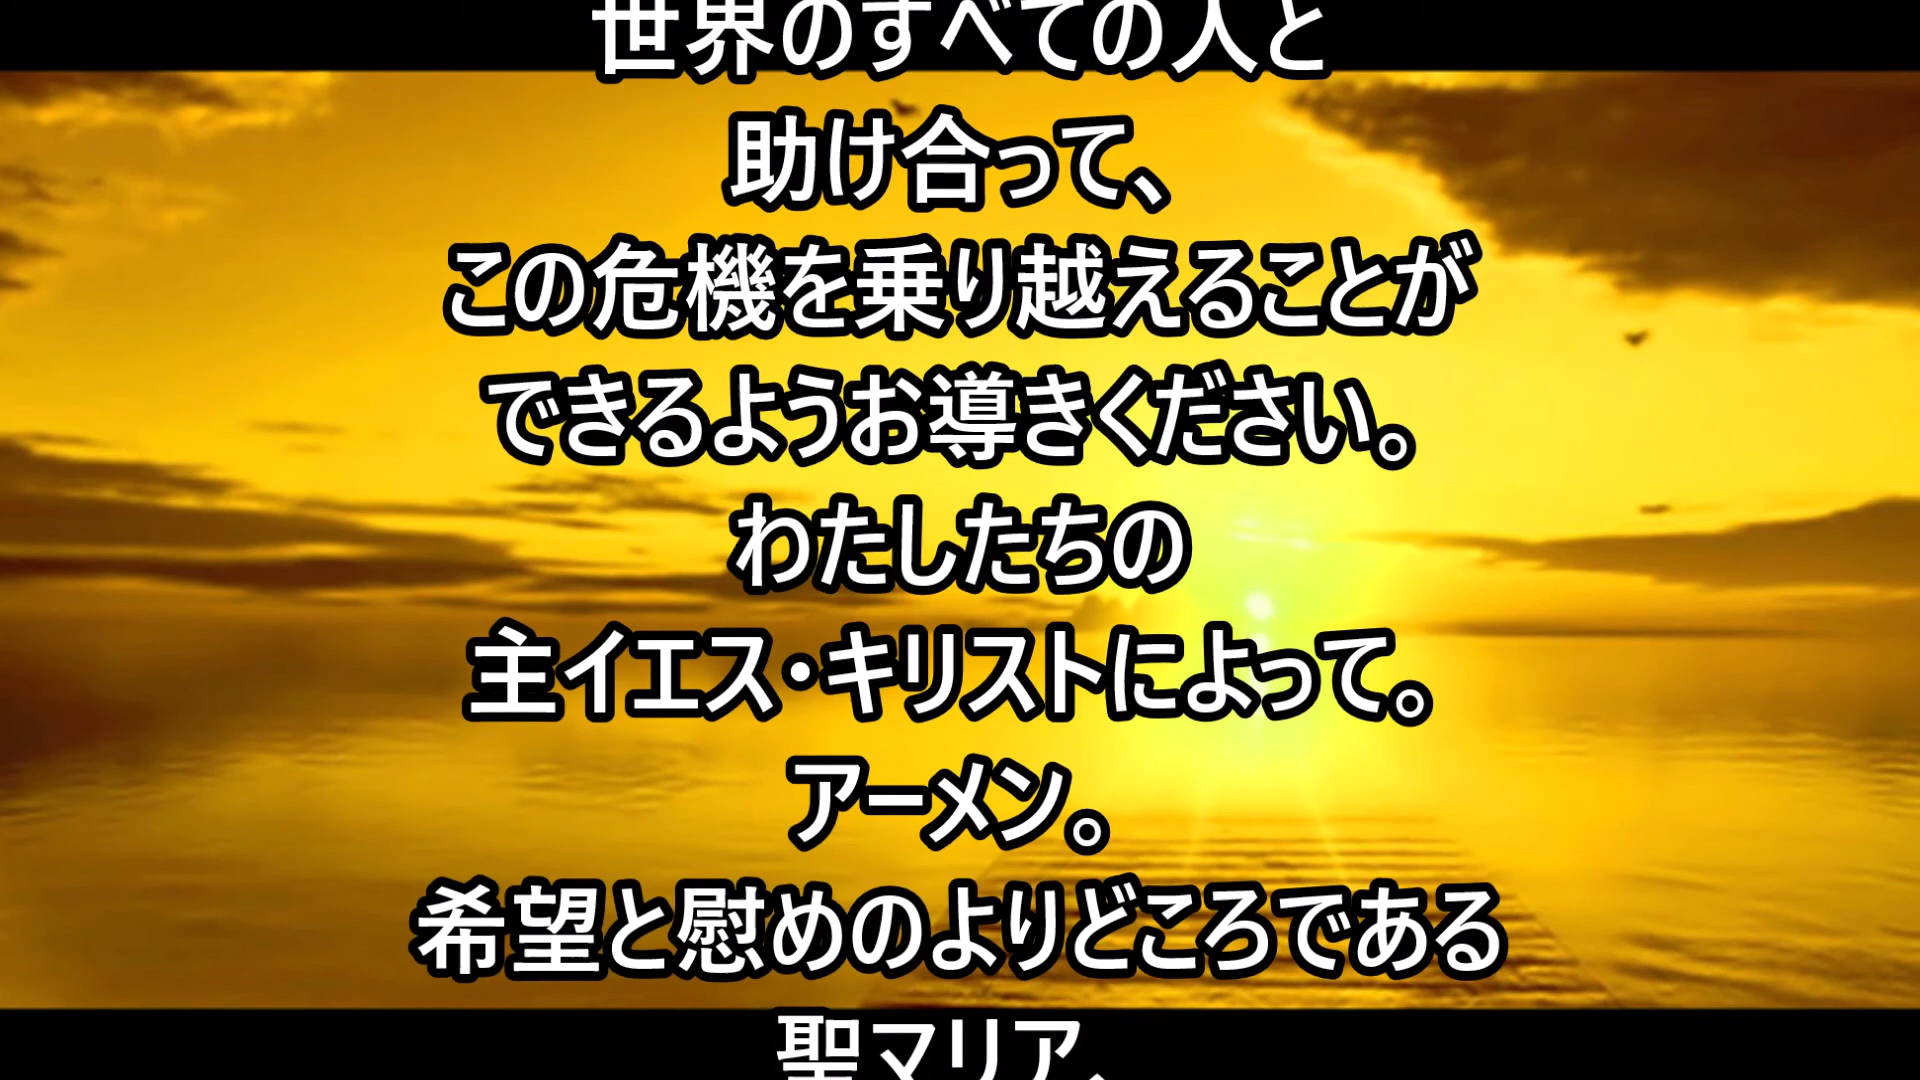 世界のすべての人と
助け合って、
この危機を乗り越えることが
できるようお導きください。
わたしたちの
主イエス・キリストによって。
アーメン。
希望と慰めのよりどころである
聖マリア、